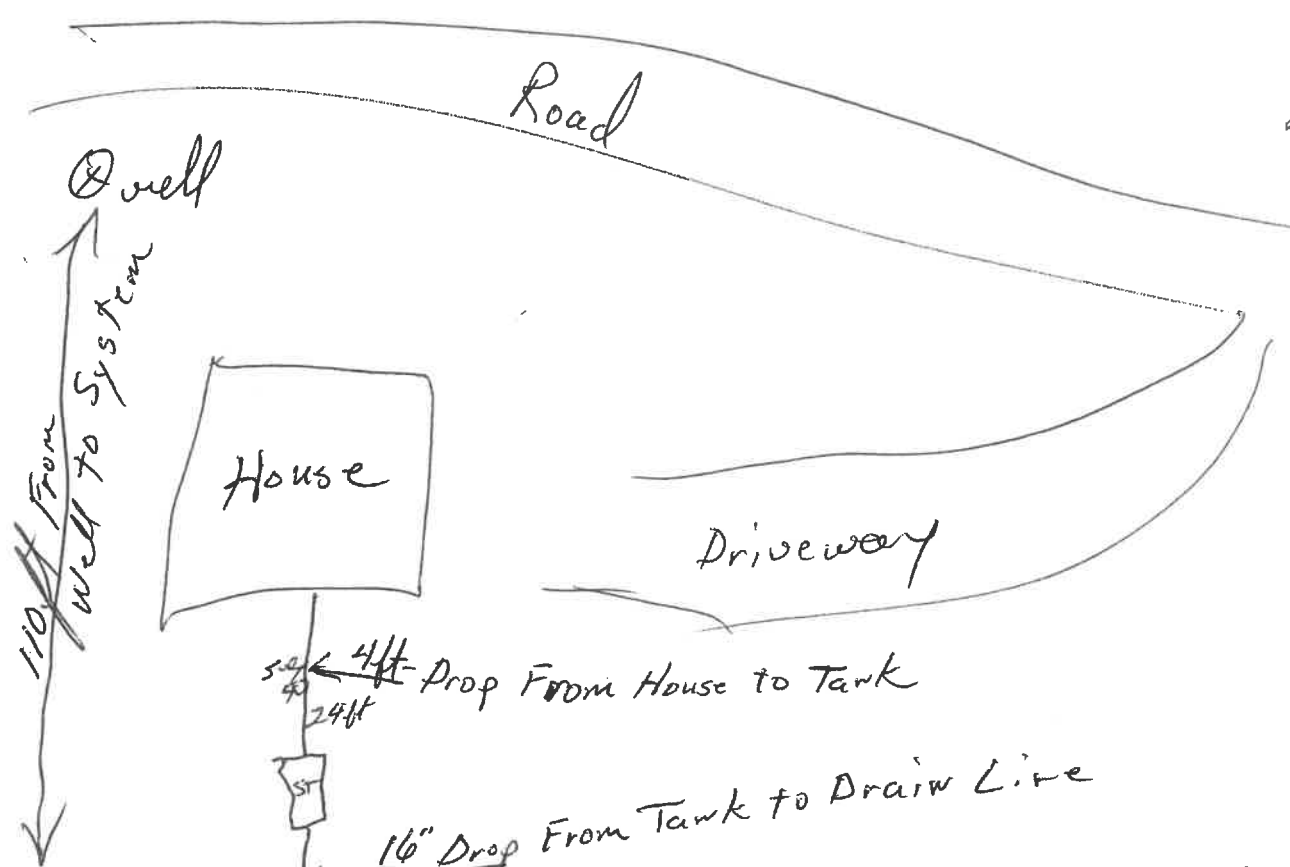 Road
well
110 ft From
Well to System
House
Driveway
4ft Drop From House to Tank
40
24ft
ST
16" Drop From Tank to Drain Line